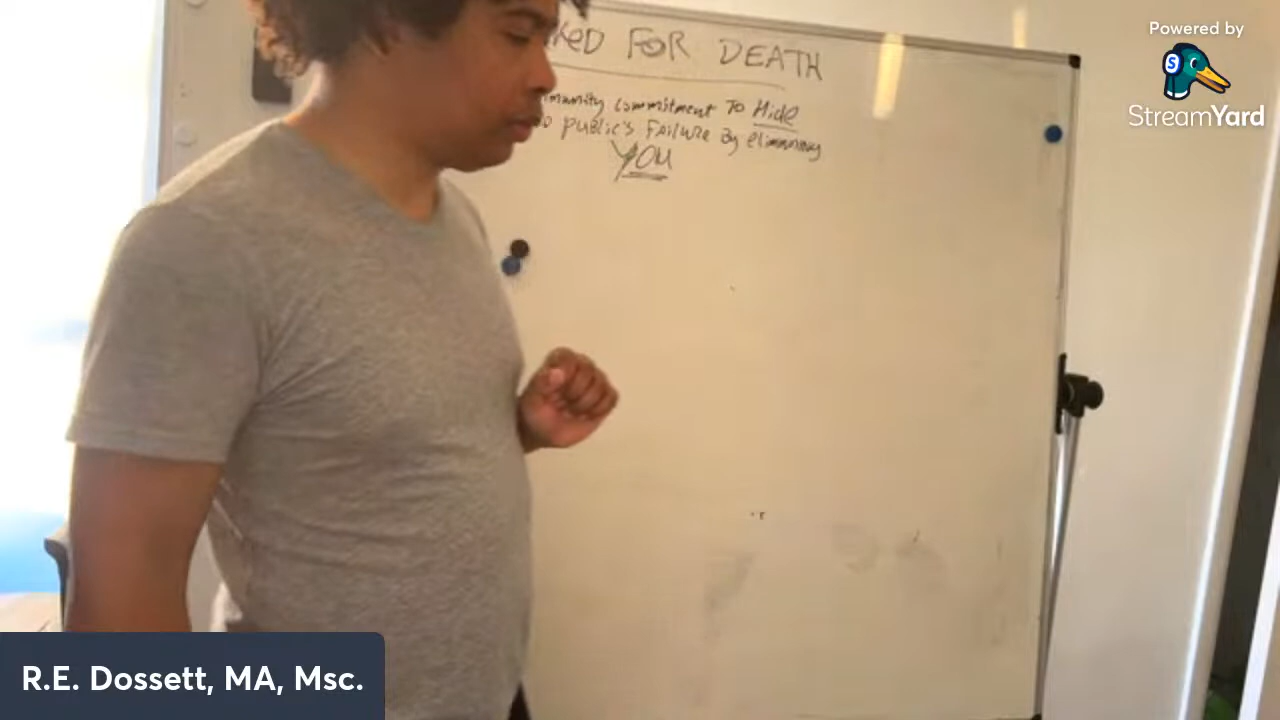 Powered by
StreamYard
KED FOR DEATH
mmunity commitment To Hide
public's Failure By eliminating
YOU
R.E. Dossett, MA, Msc.